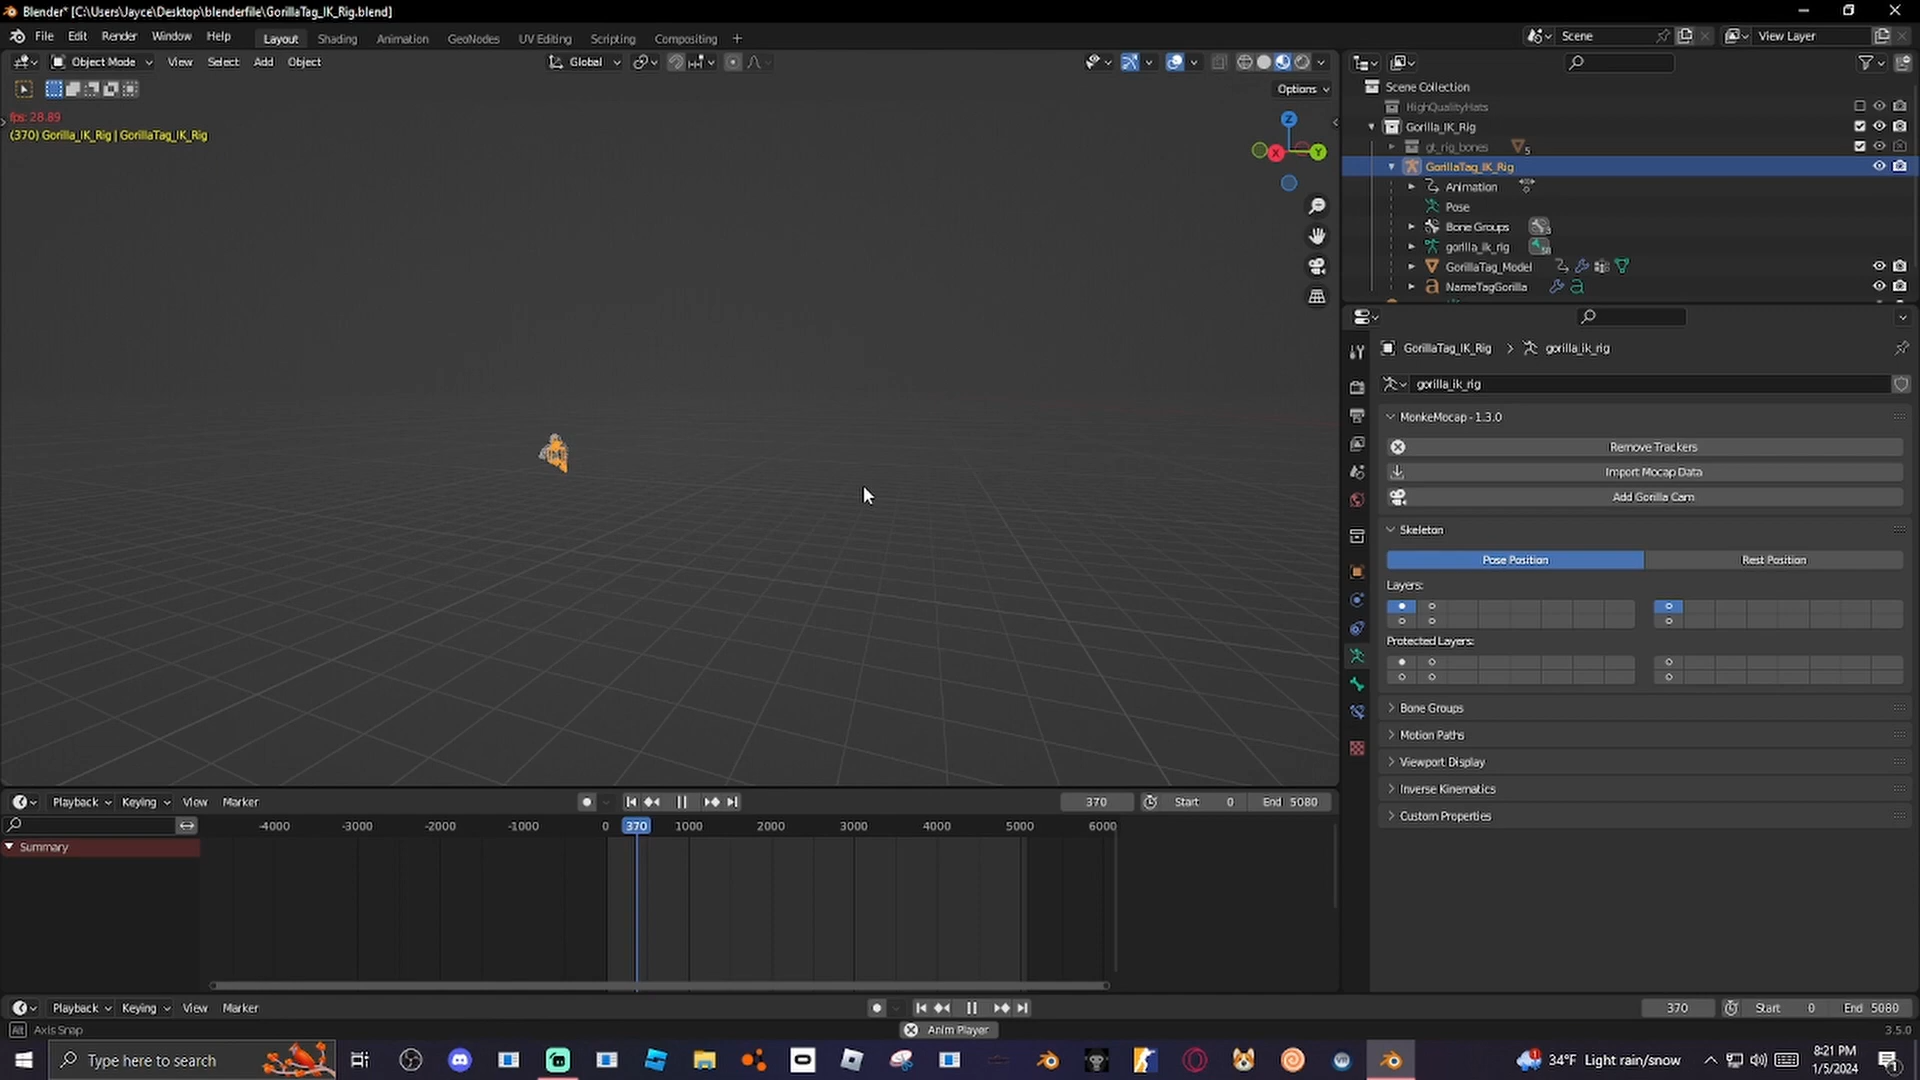 Blender* [C:\Users\Jayce\Desktop\blenderfile\GorillaTag_IK_Rig.blend]
File Edit Render Window Help Layout Shading Animation GeoNodes UV Editing Scripting Compositing + Scene View Layer
Object Mode View Select Add Object Global
Options
fps: 28.89
(370) Gorilla_IK_Rig | GorillaTag_IK_Rig
Z
X
Y
Scene Collection
HighQualityHats
Gorilla_IK_Rig
gt_rig_bones 5
GorillaTag_IK_Rig
Animation
Pose
Bone Groups 3
gorilla_ik_rig 50
GorillaTag_Model
NameTagGorilla
GorillaTag_IK_Rig > gorilla_ik_rig
gorilla_ik_rig
MonkeMocap - 1.3.0
Remove Trackers
Import Mocap Data
Add Gorilla Cam
Skeleton
Pose Position Rest Position
Layers:
Protected Layers:
Bone Groups
Motion Paths
Viewport Display
Inverse Kinematics
Custom Properties
Playback Keying View Marker 370 Start 0 End 5080
-4000 -3000 -2000 -1000 0 370 1000 2000 3000 4000 5000 6000
Summary
Playback Keying View Marker 370 Start 0 End 5080
Alt Axis Snap Anim Player 3.5.0
Type here to search 34°F Light rain/snow 8:21 PM
1/5/2024